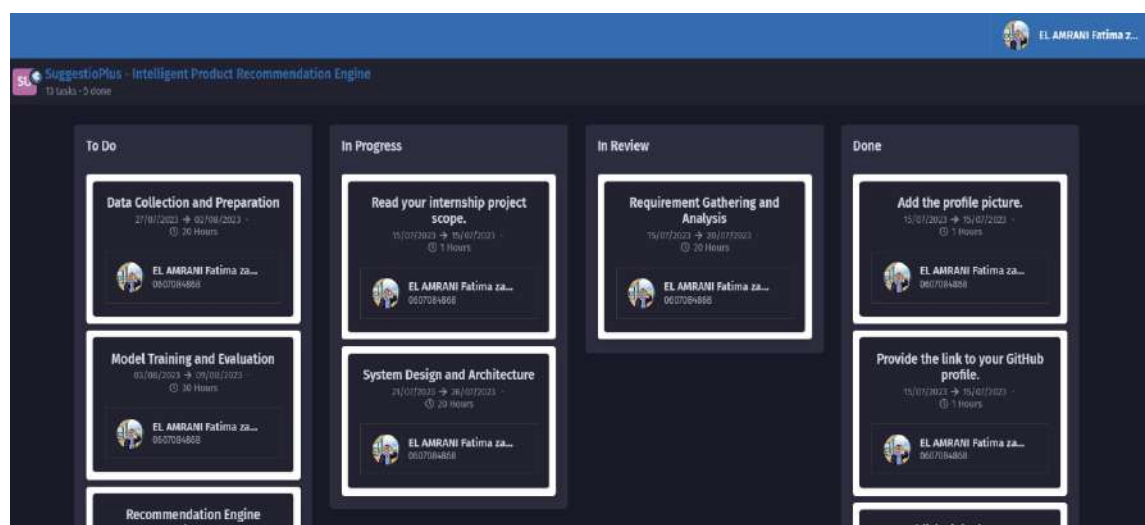 EL AMRANI Fatima z...
SU
SuggestioPlus - Intelligent Product Recommendation Engine
13 tasks - 5 done
To Do
Data Collection and Preparation
27/07/2023 → 02/08/2023 -
20 Hours
EL AMRANI Fatima za...
0607084868
Model Training and Evaluation
03/08/2023 → 09/08/2023 -
30 Hours
EL AMRANI Fatima za...
0607084868
Recommendation Engine
In Progress
Read your internship project
scope.
15/07/2023 → 15/07/2023 -
1 Hours
EL AMRANI Fatima za...
0607084868
System Design and Architecture
21/07/2023 → 26/07/2023 -
20 Hours
EL AMRANI Fatima za...
0607084868
In Review
Requirement Gathering and
Analysis
15/07/2023 → 20/07/2023 -
20 Hours
EL AMRANI Fatima za...
0607084868
Done
Add the profile picture.
15/07/2023 → 15/07/2023 -
1 Hours
EL AMRANI Fatima za...
0607084868
Provide the link to your GitHub
profile.
15/07/2023 → 15/07/2023 -
1 Hours
EL AMRANI Fatima za...
0607084868